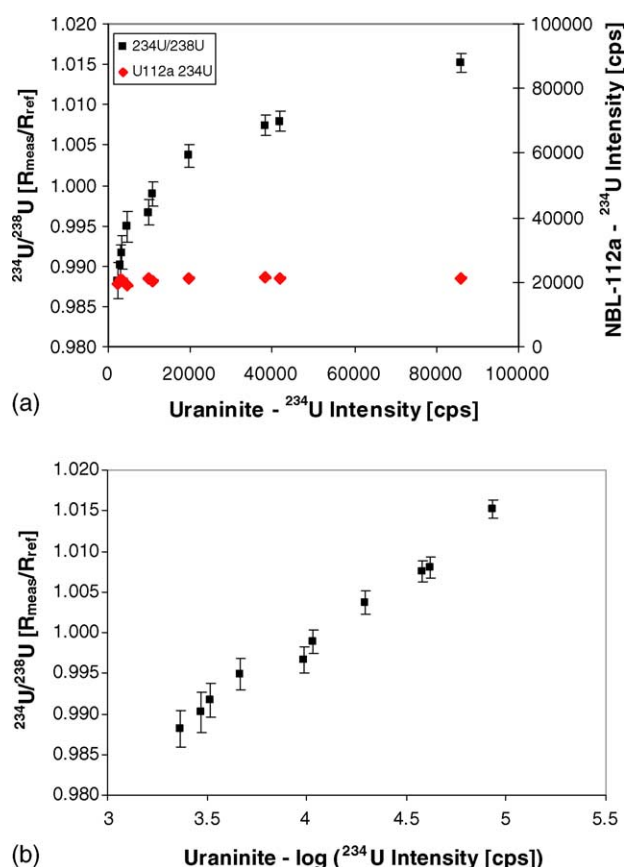 1.020
1.015
1.010
1.005
1.000
0.995
0.990
0.985
0.980
²³⁴U/²³⁸U [Rmeas/Rref]
234U/238U
U112a 234U
100000
80000
60000
40000
20000
0
NBL-112a - ²³⁴U Intensity [cps]
0 20000 40000 60000 80000 100000
(a) Uraninite - ²³⁴U Intensity [cps]
1.020
1.015
1.010
1.005
1.000
0.995
0.990
0.985
0.980
²³⁴U/²³⁸U [Rmeas/Rref]
3 3.5 4 4.5 5 5.5
(b) Uraninite - log (²³⁴U Intensity [cps])